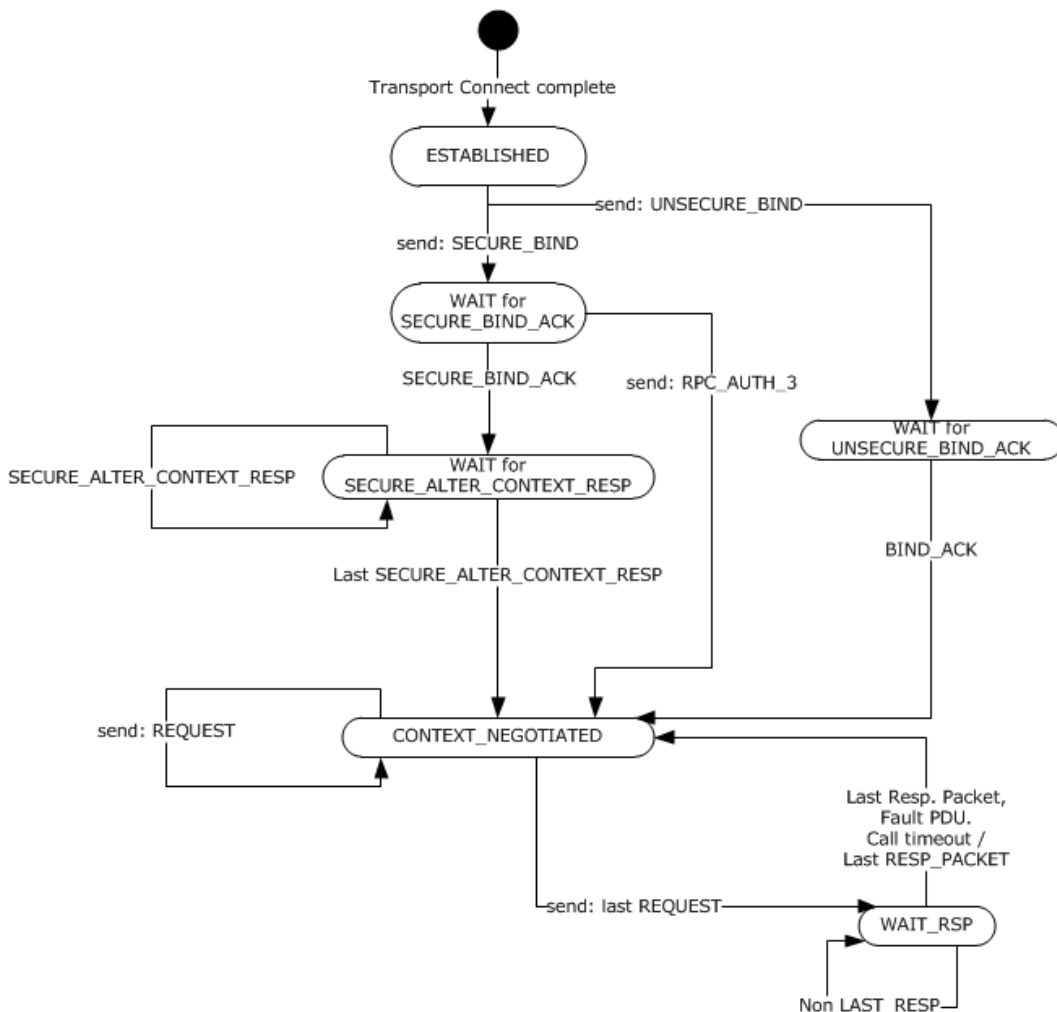 Transport Connect complete
ESTABLISHED
send: UNSECURE_BIND
send: SECURE_BIND
WAIT for
SECURE_BIND_ACK
SECURE_BIND_ACK
send: RPC_AUTH_3
WAIT for
UNSECURE_BIND_ACK
SECURE_ALTER_CONTEXT_RESP
WAIT for
SECURE_ALTER_CONTEXT_RESP
BIND_ACK
Last SECURE_ALTER_CONTEXT_RESP
send: REQUEST
CONTEXT_NEGOTIATED
Last Resp. Packet,
Fault PDU.
Call timeout /
Last RESP_PACKET
send: last REQUEST
WAIT_RSP
Non LAST_RESP